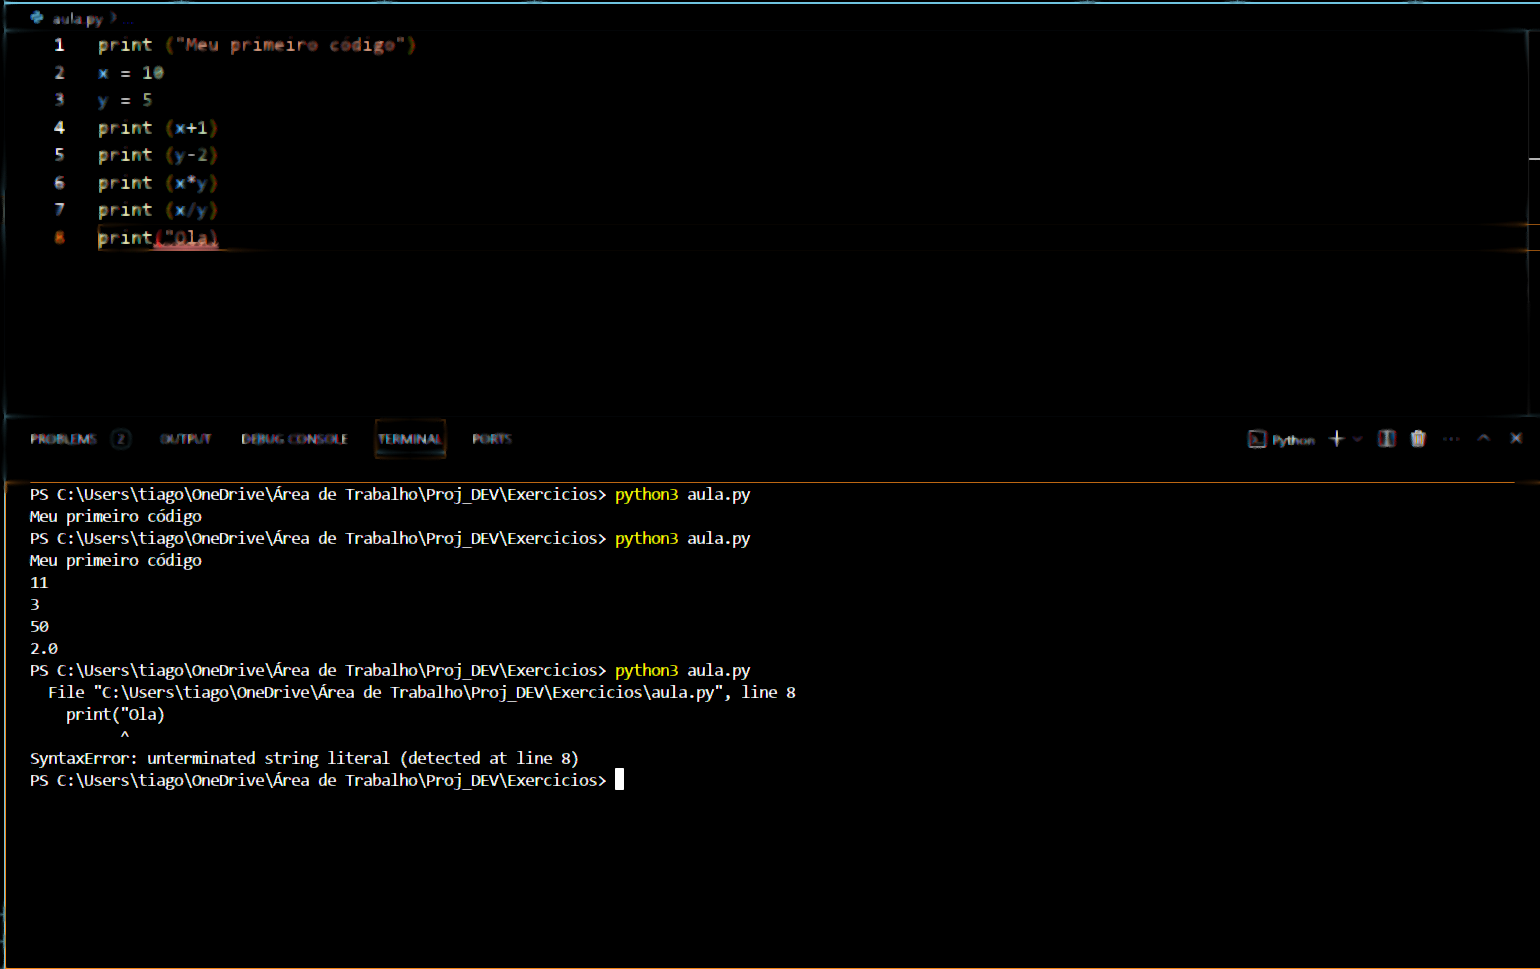 aula.py
1 print ("Meu primeiro código")
2 x = 10
3 y = 5
4 print (x+1)
5 print (y-2)
6 print (x*y)
7 print (x/y)
8 print("Ola)
PROBLEMS 2 OUTPUT DEBUG CONSOLE TERMINAL PORTS Python
PS C:\Users\tiago\OneDrive\Área de Trabalho\Proj_DEV\Exercicios> python3 aula.py
Meu primeiro código
PS C:\Users\tiago\OneDrive\Área de Trabalho\Proj_DEV\Exercicios> python3 aula.py
Meu primeiro código
11
3
50
2.0
PS C:\Users\tiago\OneDrive\Área de Trabalho\Proj_DEV\Exercicios> python3 aula.py
  File "C:\Users\tiago\OneDrive\Área de Trabalho\Proj_DEV\Exercicios\aula.py", line 8
    print("Ola)
          ^
SyntaxError: unterminated string literal (detected at line 8)
PS C:\Users\tiago\OneDrive\Área de Trabalho\Proj_DEV\Exercicios>